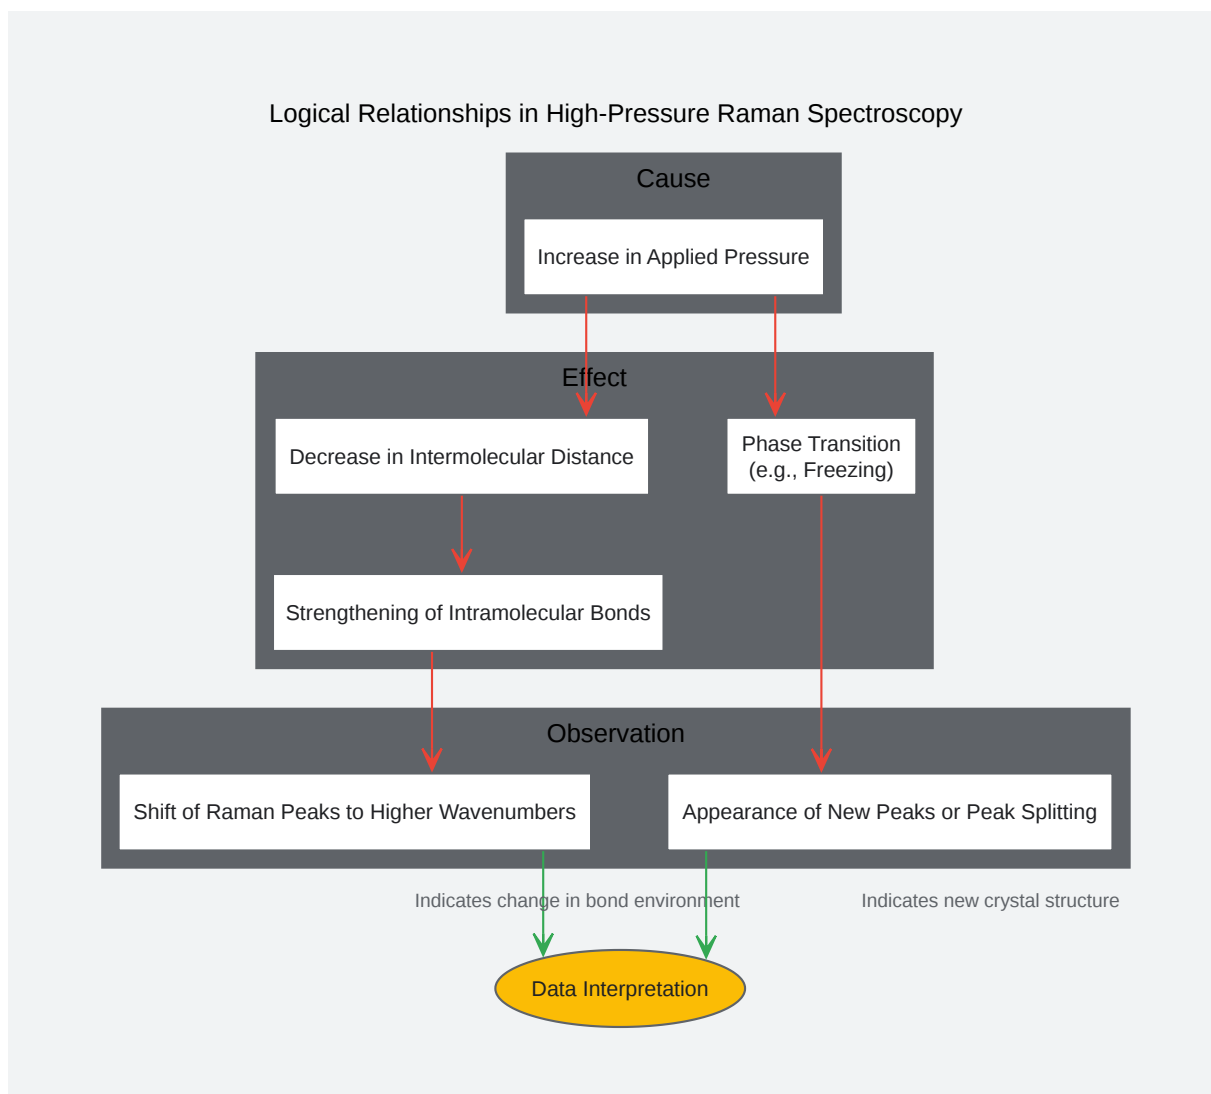 Logical Relationships in High-Pressure Raman Spectroscopy
Cause
Increase in Applied Pressure
Effect
Decrease in Intermolecular Distance
Phase Transition
(e.g., Freezing)
Strengthening of Intramolecular Bonds
Observation
Shift of Raman Peaks to Higher Wavenumbers
Appearance of New Peaks or Peak Splitting
Indicates change in bond environment
Indicates new crystal structure
Data Interpretation